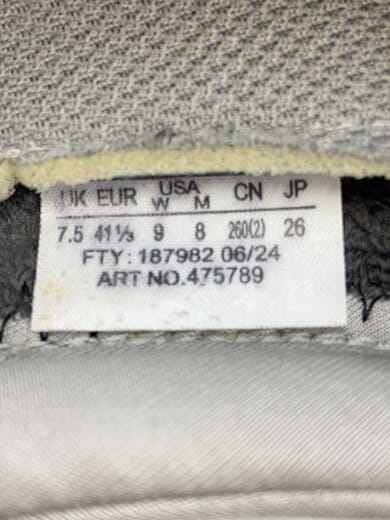 UK EUR USA W M CN JP
7.5 41⅓ 9 8 260(2) 26
FTY: 187982 06/24
ART NO.475789